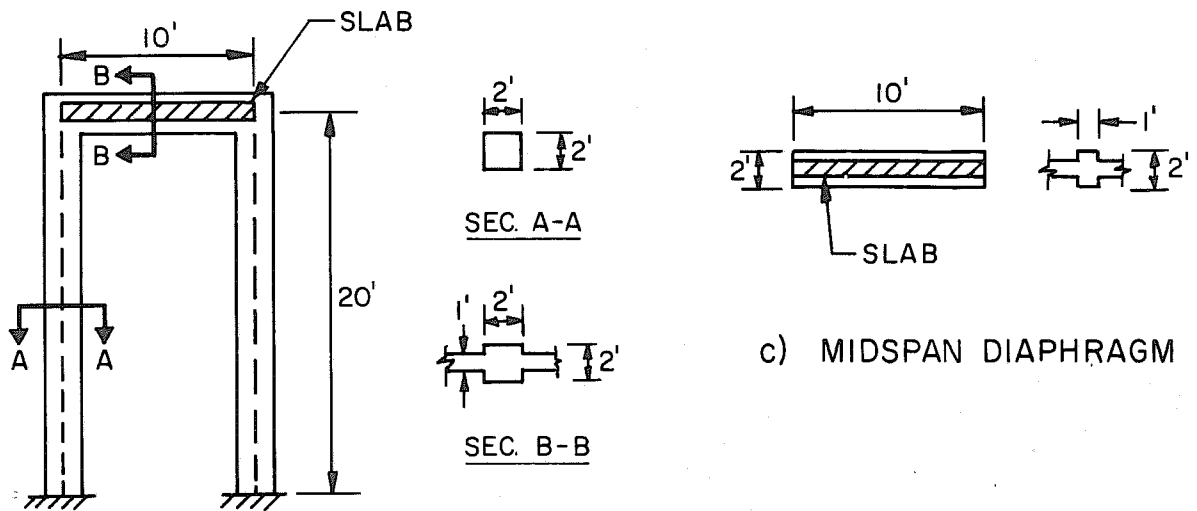 10'
SLAB
B
B
2'
2'
SEC. A-A
20'
A
A
1'
2'
2'
SEC. B-B
10'
1'
2'
2'
SLAB
c) MIDSPAN DIAPHRAGM